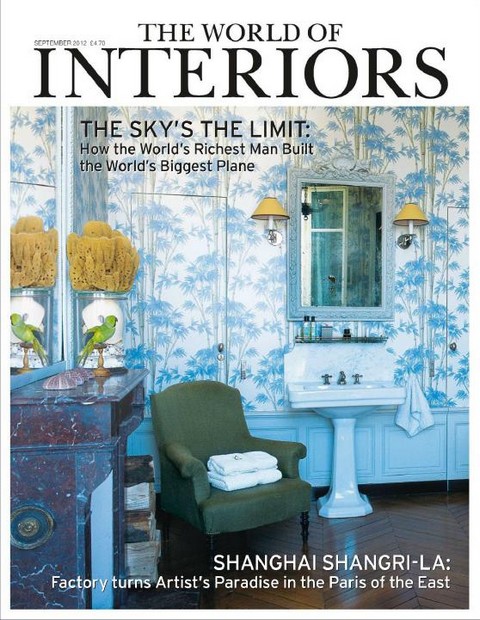 THE WORLD OF
SEPTEMBER 2012 £4.70
INTERIORS
THE SKY'S THE LIMIT:
How the World's Richest Man Built
the World's Biggest Plane
SHANGHAI SHANGRI-LA:
Factory turns Artist's Paradise in the Paris of the East